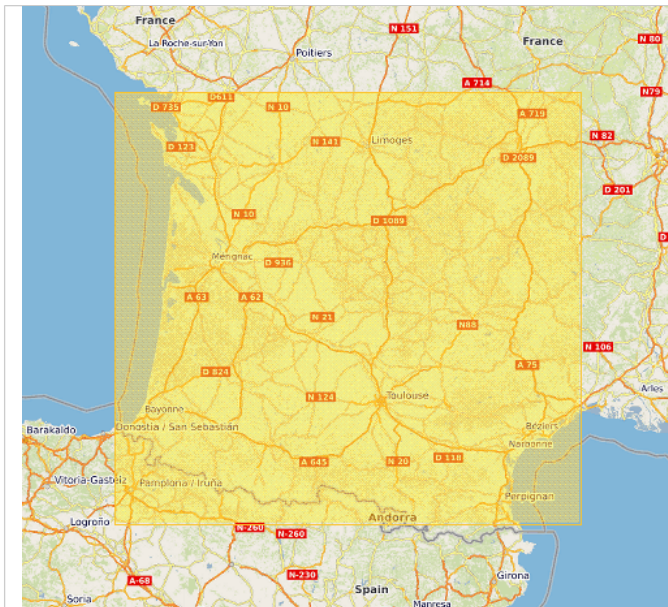 France
N 151
La Roche-sur-Yon
France
N 80
Poitiers
A 714
N79
D611
D 735
N 10
A 719
N 82
D 123
N 141
Limoges
D 2089
D 201
N 10
D 1089
D
Mérignac
D 936
A 63
A 62
N 21
N88
N 106
D 824
A 75
N 124
Toulouse
Arles
Bayonne
Barakaldo
Donostia / San Sebastián
Béziers
Narbonne
A 645
N 20
D 118
Vitoria-Gasteiz
Pamplona / Iruña
Perpignan
Logroño
Andorra
N-260
N-260
A-68
N-230
Girona
Soria
Spain
Manresa